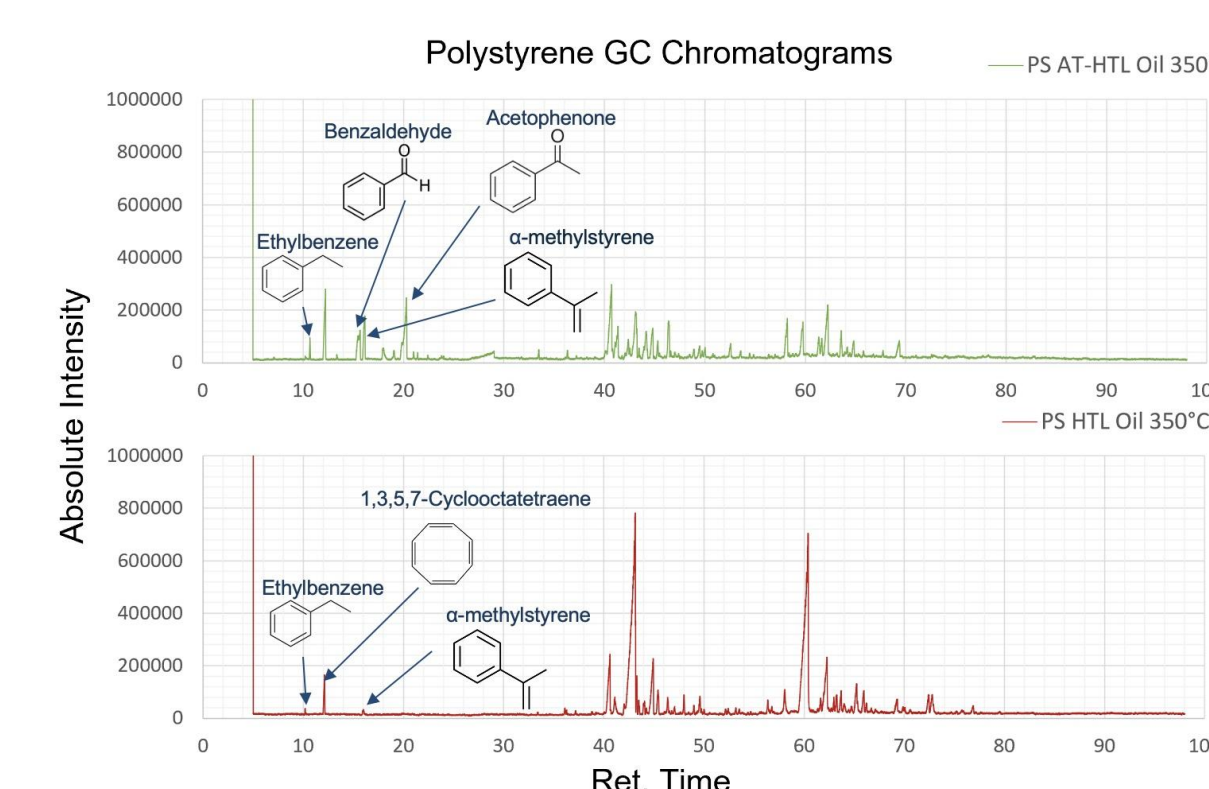 Polystyrene GC Chromatograms
PS AT-HTL Oil 350
1000000
800000
600000
400000
200000
0
Benzaldehyde
O
H
Acetophenone
O
Ethylbenzene
α-methylstyrene
0 10 20 30 40 50 60 70 80 90 10
PS HTL Oil 350°C
Absolute Intensity
1000000
800000
600000
400000
200000
0
1,3,5,7-Cyclooctatetraene
Ethylbenzene
α-methylstyrene
0 10 20 30 40 50 60 70 80 90 10
Ret. Time